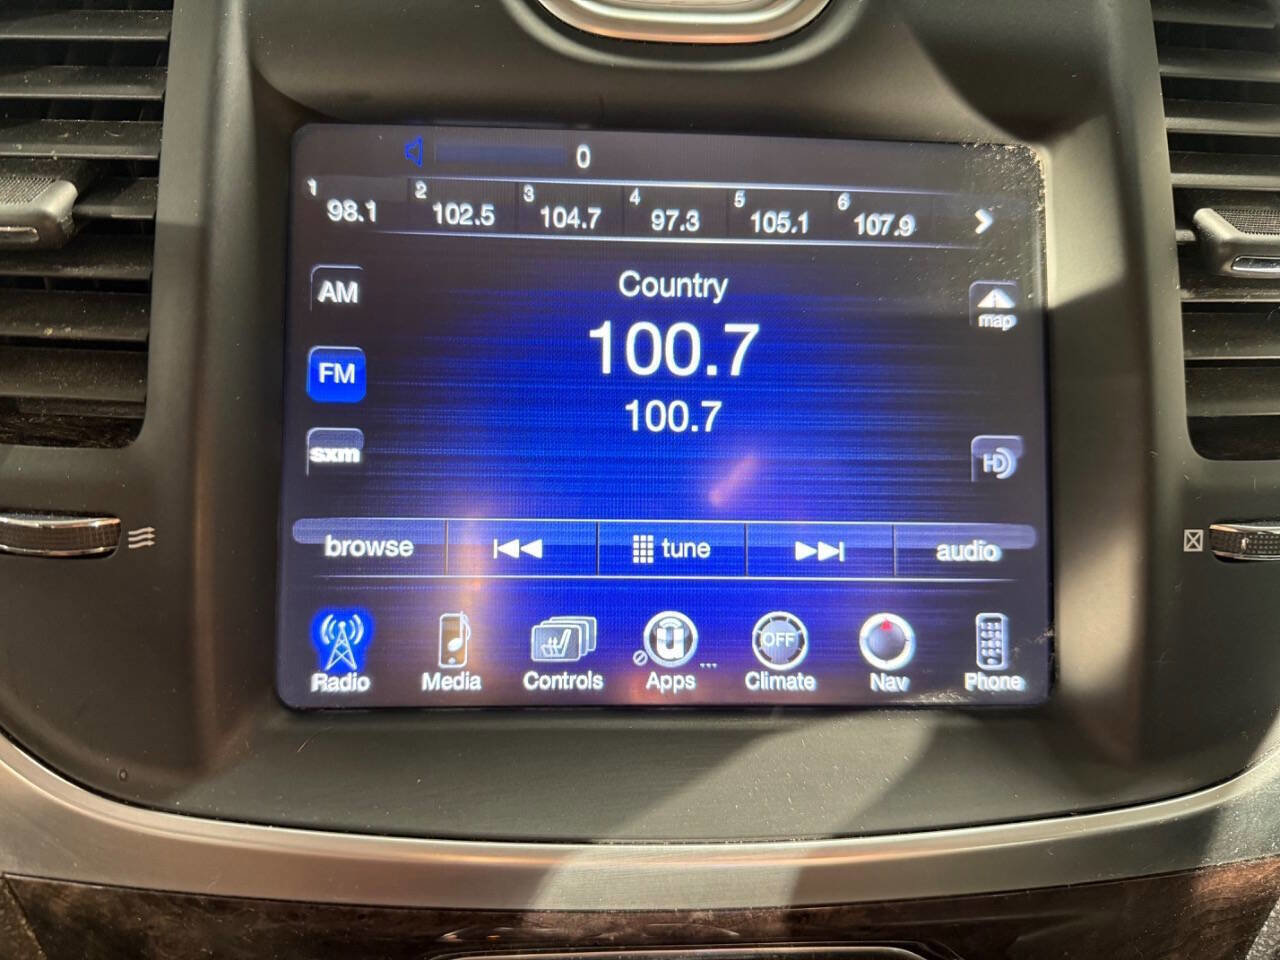 0
1 98.1 2 102.5 3 104.7 4 97.3 5 105.1 6 107.9
AM
Country
map
100.7
FM
100.7
sxm
HD
browse tune audio
OFF
Radio Media Controls Apps ... Climate Nav Phone